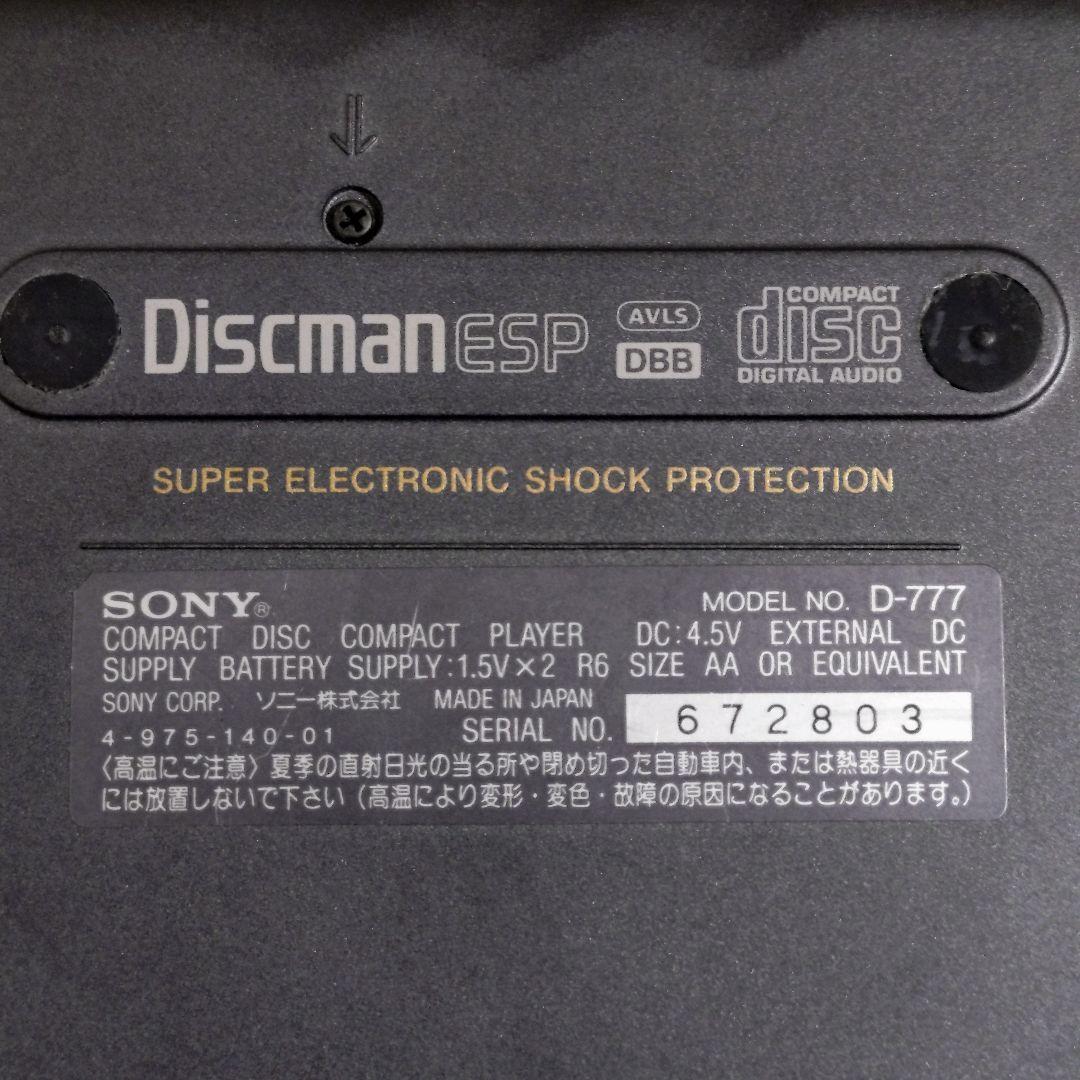 Discman ESP AVLS DBB COMPACT disc DIGITAL AUDIO
SUPER ELECTRONIC SHOCK PROTECTION
SONY® MODEL NO. D-777
COMPACT DISC COMPACT PLAYER DC:4.5V EXTERNAL DC
SUPPLY BATTERY SUPPLY:1.5V×2 R6 SIZE AA OR EQUIVALENT
SONY CORP. ソニー株式会社 MADE IN JAPAN
4-975-140-01 SERIAL NO. 672803
〈高温にご注意〉夏季の直射日光の当る所や閉め切った自動車内、または熱器具の近く
には放置しないで下さい(高温により変形・変色・故障の原因になることがあります。)